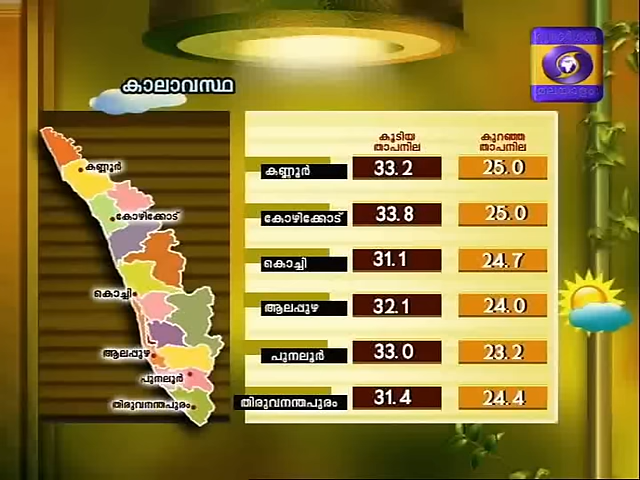 കാലാവസ്ഥ
മലയാളം
കൂടിയ
താപനില
കുറഞ്ഞ
താപനില
കണ്ണൂർ 33.2 25.0
കോഴിക്കോട് 33.8 25.0
കൊച്ചി 31.1 24.7
ആലപ്പുഴ 32.1 24.0
പുനലൂർ 33.0 23.2
തിരുവനന്തപുരം 31.4 24.4
കണ്ണൂർ
കോഴിക്കോട്
കൊച്ചി
ആലപ്പുഴ
പുനലൂർ
തിരുവനന്തപുരം